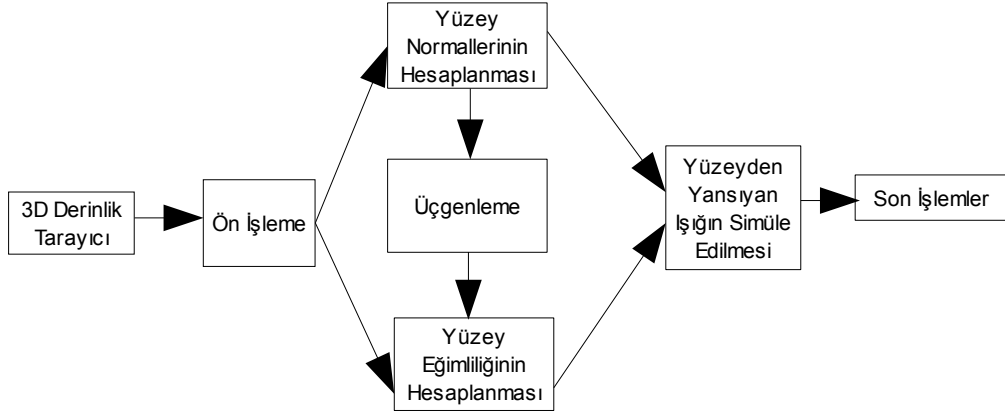 3D Derinlik
Tarayıcı
Ön İşleme
Yüzey
Normallerinin
Hesaplanması
Üçgenleme
Yüzey
Eğimliliğinin
Hesaplanması
Yüzeyden
Yansıyan
Işığın Simüle
Edilmesi
Son İşlemler